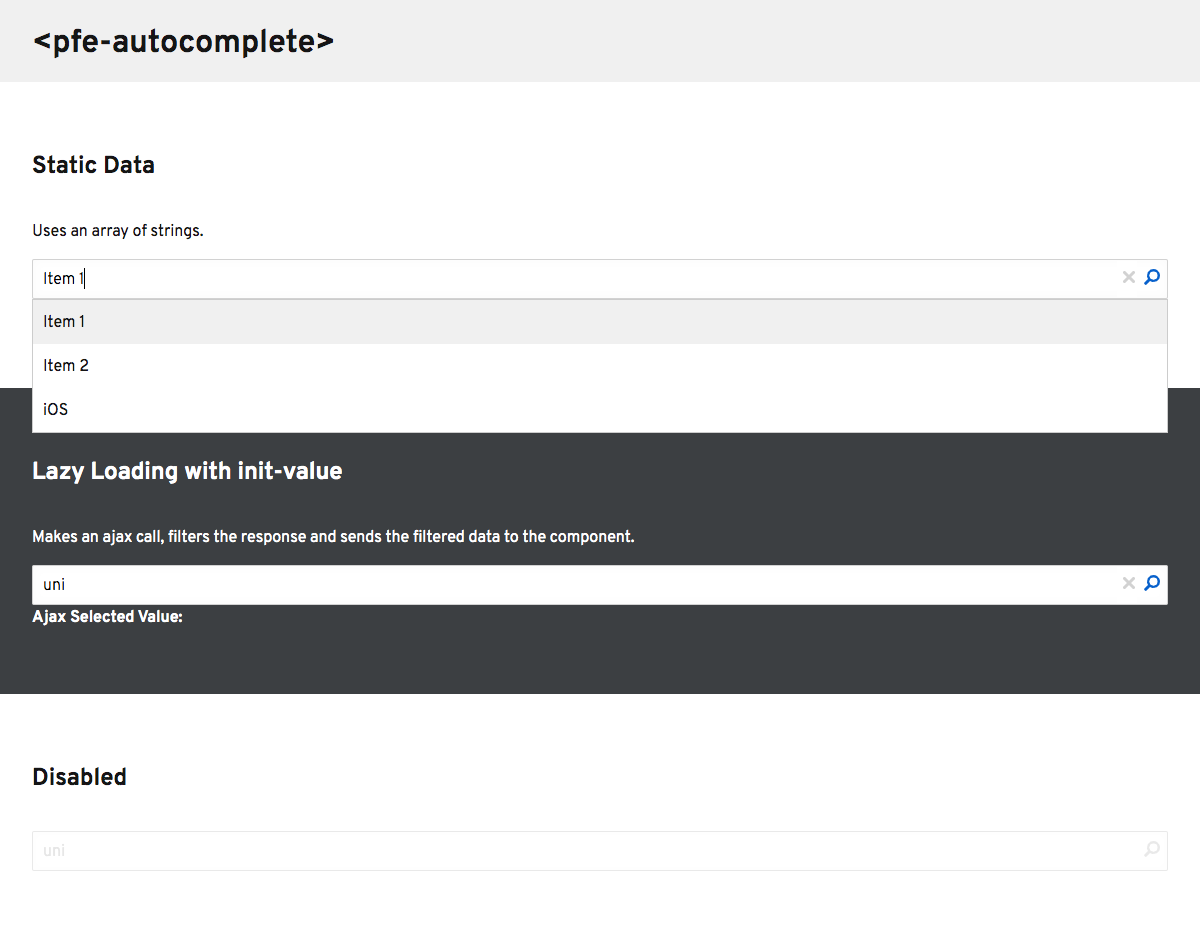 <pfe-autocomplete>
Static Data
Uses an array of strings.
Item 1
Item 1
Item 2
iOS
Lazy Loading with init-value
Makes an ajax call, filters the response and sends the filtered data to the component.
uni
Ajax Selected Value:
Disabled
uni